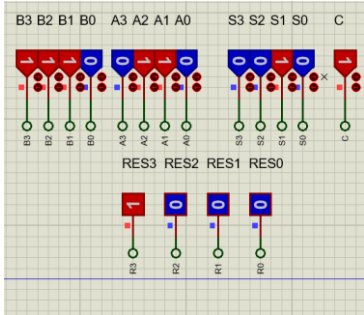 B3 B2 B1 B0 A3 A2 A1 A0 S3 S2 S1 S0 C
1 1 1 0 0 1 1 0 0 0 1 0 1
B3 B2 B1 B0 A3 A2 A1 A0 S3 S2 S1 S0 C
RES3 RES2 RES1 RES0
1 0 0 0
R3 R2 R1 R0